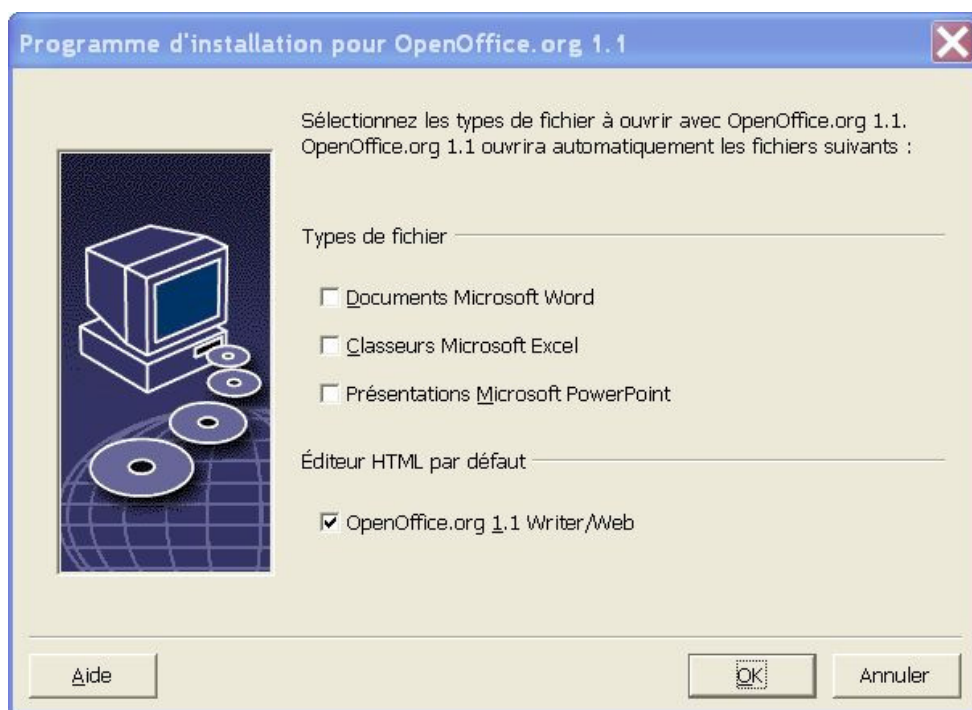 Programme d'installation pour OpenOffice.org 1.1
Sélectionnez les types de fichier à ouvrir avec OpenOffice.org 1.1.
OpenOffice.org 1.1 ouvrira automatiquement les fichiers suivants :
Types de fichier
Documents Microsoft Word
Classeurs Microsoft Excel
Présentations Microsoft PowerPoint
Éditeur HTML par défaut
OpenOffice.org 1.1 Writer/Web
Aide
OK
Annuler